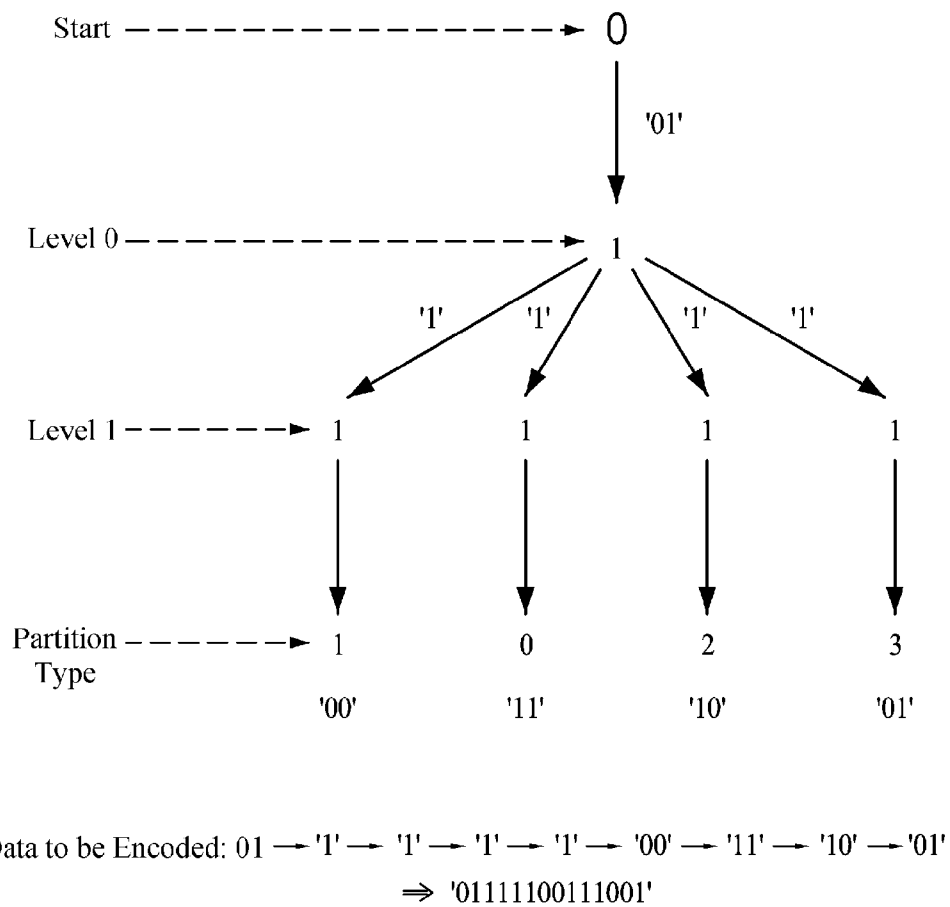 Start 0
'01'
Level 0 1
'1' '1' '1' '1'
Level 1 1 1 1 1
Partition Type 1 0 2 3
'00' '11' '10' '01'
Data to be Encoded: 01 → '1' → '1' → '1' → '1' → '00' → '11' → '10' → '01'
⇒ '01111100111001'